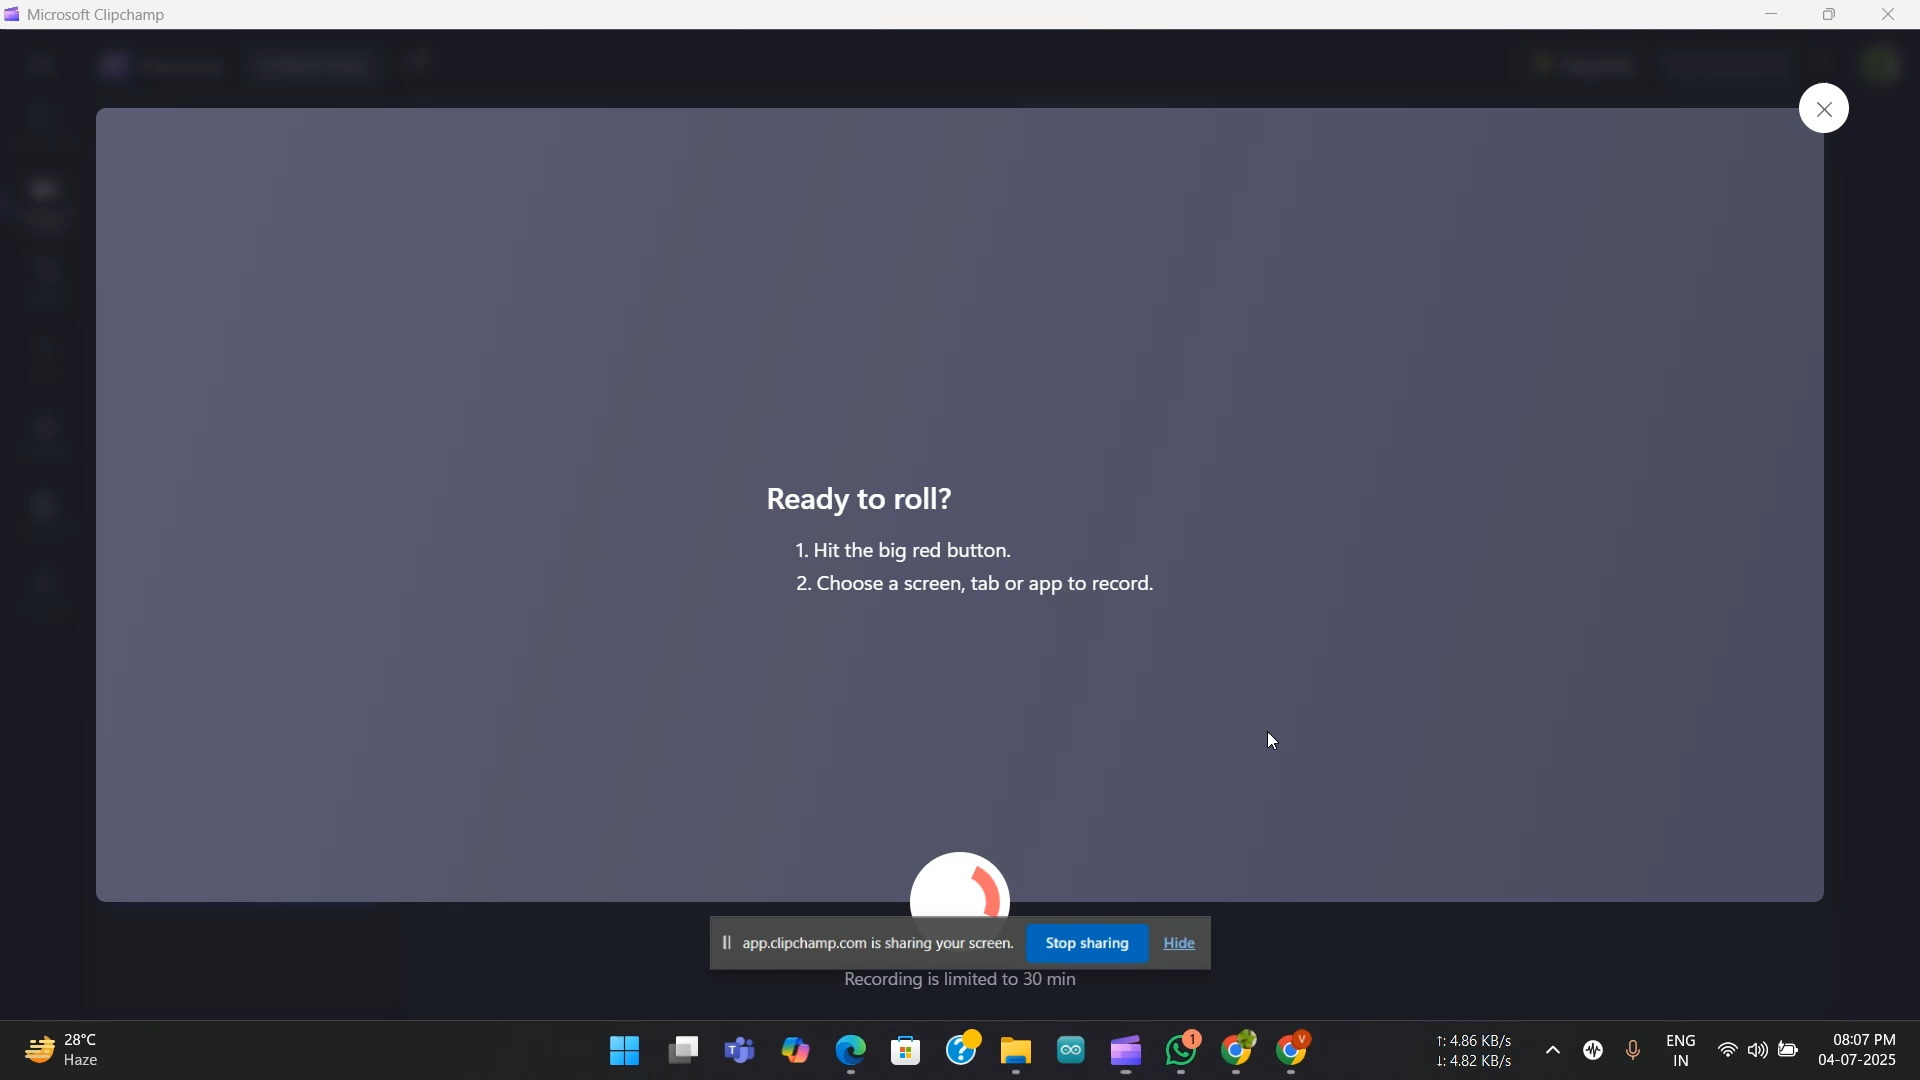 Microsoft Clipchamp
Ready to roll?
1. Hit the big red button.
2. Choose a screen, tab or app to record.
app.clipchamp.com is sharing your screen.
Stop sharing
Hide
Recording is limited to 30 min
28°C
Haze
1
V
↑: 4.86 KB/s
↓: 4.82 KB/s
ENG
IN
08:07 PM
04-07-2025